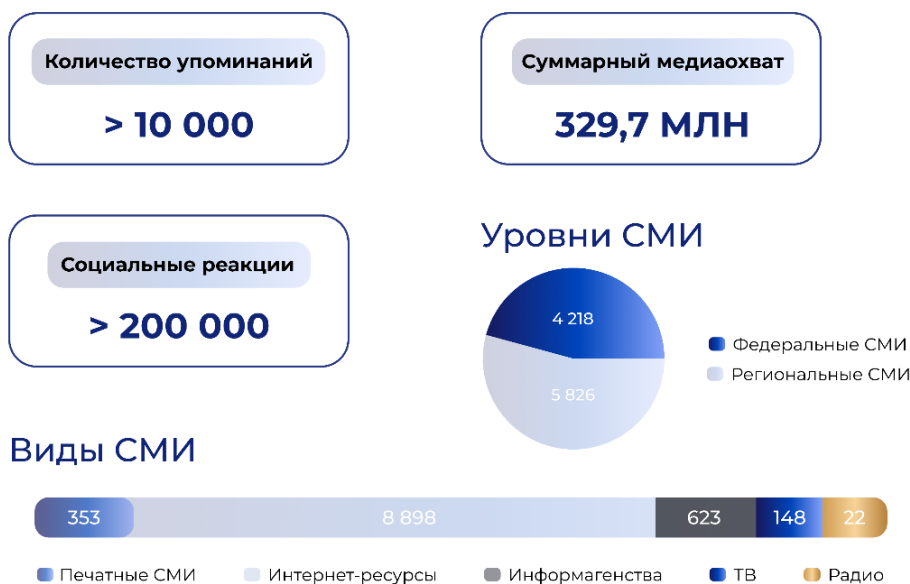 Количество упоминаний
> 10 000
Суммарный медиаохват
329,7 МЛН
Социальные реакции
> 200 000
Уровни СМИ
4 218
5 826
Федеральные СМИ
Региональные СМИ
Виды СМИ
353
8 898
623
148
22
Печатные СМИ
Интернет-ресурсы
Информагенства
ТВ
Радио